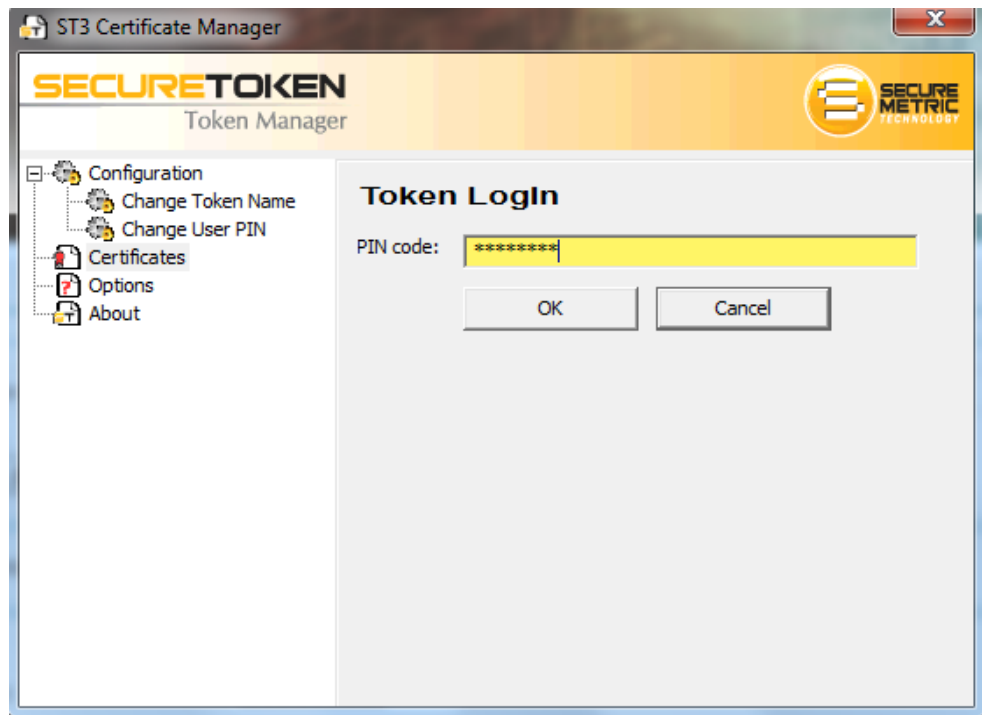 ST3 Certificate Manager
SECURETOKEN
Token Manager
SECURE
METRIC
TECHNOLOGY
Configuration
Change Token Name
Change User PIN
Certificates
Options
About
Token LogIn
PIN code: ********
OK Cancel